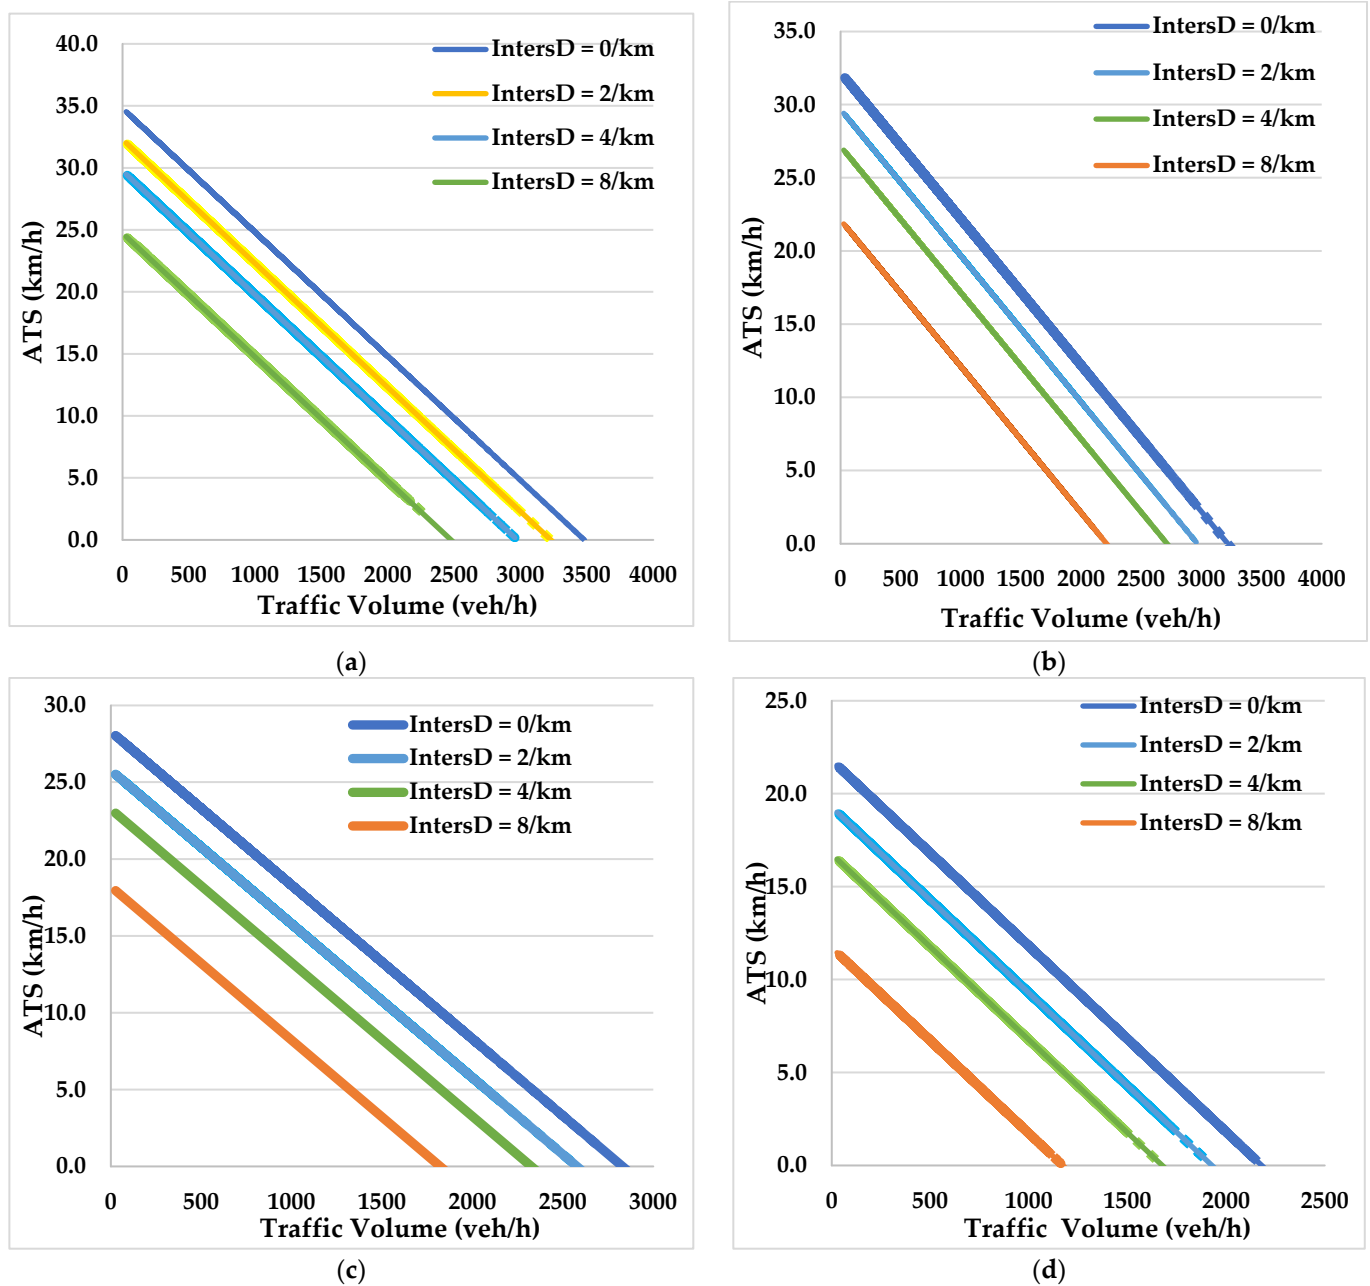 40.0
35.0
30.0
25.0
20.0
15.0
10.0
5.0
0.0
ATS (km/h)
IntersD = 0/km
IntersD = 2/km
IntersD = 4/km
IntersD = 8/km
0 500 1000 1500 2000 2500 3000 3500 4000
Traffic Volume (veh/h)
(a)
35.0
30.0
25.0
20.0
15.0
10.0
5.0
0.0
ATS (km/h)
IntersD = 0/km
IntersD = 2/km
IntersD = 4/km
IntersD = 8/km
0 500 1000 1500 2000 2500 3000 3500 4000
Traffic Volume (veh/h)
(b)
30.0
25.0
20.0
15.0
10.0
5.0
0.0
ATS (km/h)
IntersD = 0/km
IntersD = 2/km
IntersD = 4/km
IntersD = 8/km
0 500 1000 1500 2000 2500 3000
Traffic Volume (veh/h)
(c)
25.0
20.0
15.0
10.0
5.0
0.0
ATS (km/h)
IntersD = 0/km
IntersD = 2/km
IntersD = 4/km
IntersD = 8/km
0 500 1000 1500 2000 2500
Traffic Volume (veh/h)
(d)